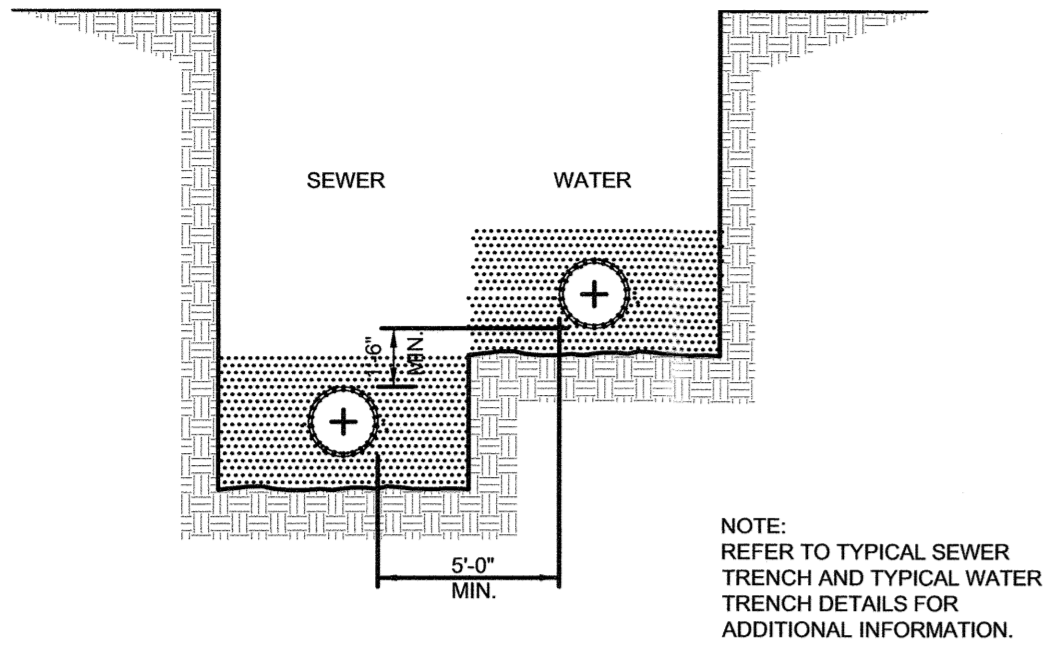 SEWER
WATER
1'-6"
MIN.
5'-0"
MIN.
NOTE:
REFER TO TYPICAL SEWER
TRENCH AND TYPICAL WATER
TRENCH DETAILS FOR
ADDITIONAL INFORMATION.